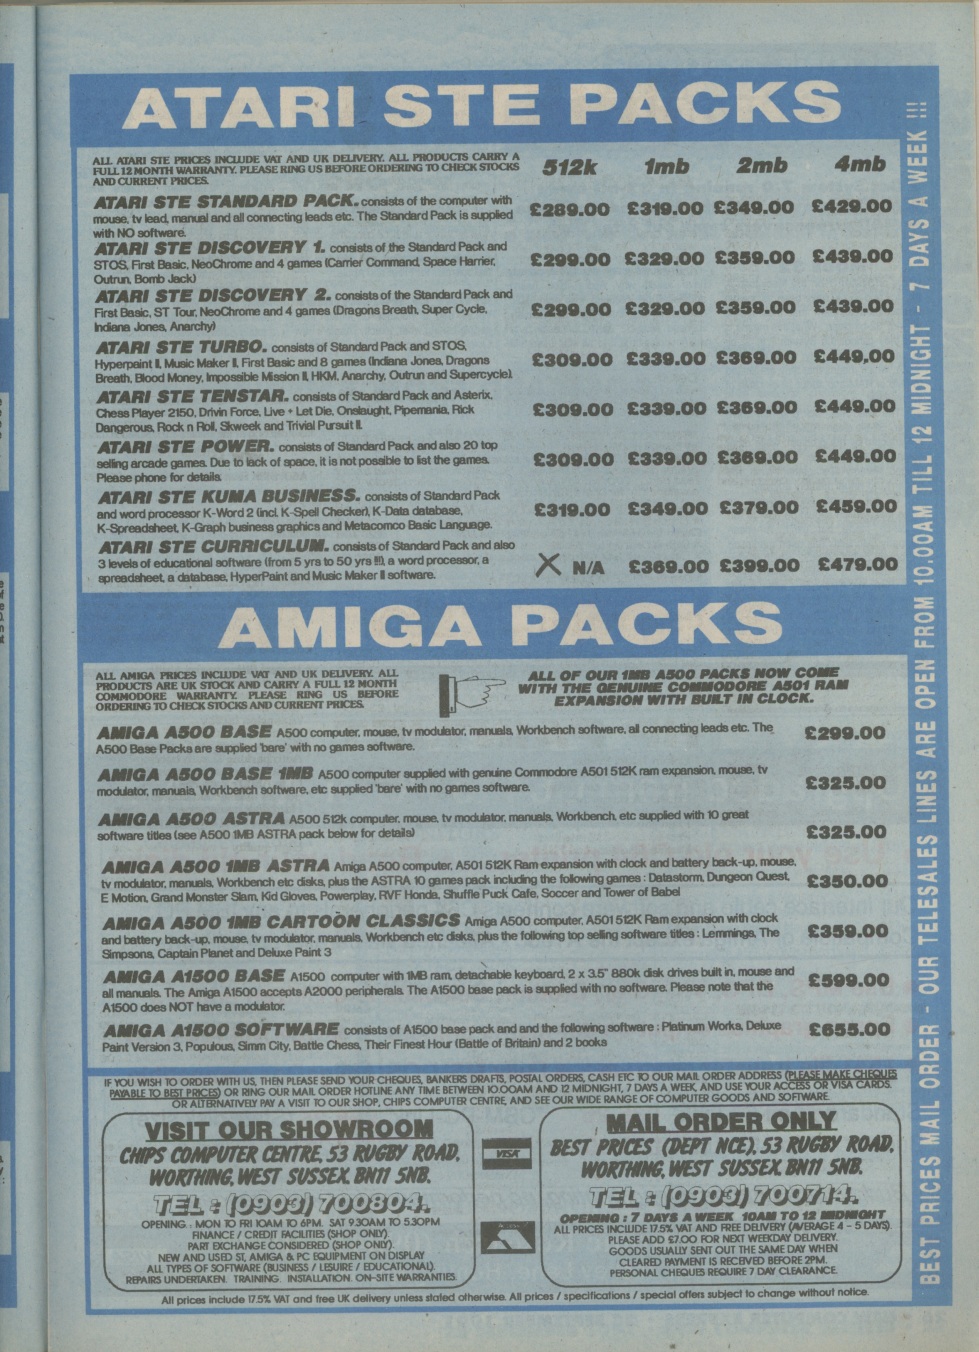 ATARI STE PACKS
ALL ATARI STE PRICES INCLUDE VAT AND UK DELIVERY. ALL PRODUCTS CARRY A
FULL 12 MONTH WARRANTY. PLEASE RING US BEFORE ORDERING TO CHECK STOCKS
AND CURRENT PRICES.
512k 1mb 2mb 4mb
ATARI STE STANDARD PACK. consists of the computer with
mouse, tv lead, manual and all connecting leads etc. The Standard Pack is supplied
with NO software.
£289.00 £319.00 £349.00 £429.00
ATARI STE DISCOVERY 1. consists of the Standard Pack and
STOS, First Basic, NeoChrome and 4 games (Carrier Command, Space Harrier,
Outrun, Bomb Jack)
£299.00 £329.00 £359.00 £439.00
ATARI STE DISCOVERY 2. consists of the Standard Pack and
First Basic, ST Tour, NeoChrome and 4 games (Dragons Breath, Super Cycle,
Indiana Jones, Anarchy)
£299.00 £329.00 £359.00 £439.00
ATARI STE TURBO. consists of Standard Pack and STOS,
Hyperpaint II, Music Maker II, First Basic and 8 games (Indiana Jones, Dragons
Breath, Blood Money, Impossible Mission II, HKM, Anarchy, Outrun and Supercycle).
£309.00 £339.00 £369.00 £449.00
ATARI STE TENSTAR. consists of Standard Pack and Asterix,
Chess Player 2150, Drivin Force, Live + Let Die, Onslaught, Pipemania, Rick
Dangerous, Rock n Roll, Skweek and Trivial Pursuit II.
£309.00 £339.00 £369.00 £449.00
ATARI STE POWER. consists of Standard Pack and also 20 top
selling arcade games. Due to lack of space, it is not possible to list the games.
Please phone for details.
£309.00 £339.00 £369.00 £449.00
ATARI STE KUMA BUSINESS. consists of Standard Pack
and word processor K-Word 2 (incl. K-Spell Checker), K-Data database,
K-Spreadsheet, K-Graph business graphics and Metacomco Basic Language.
£319.00 £349.00 £379.00 £459.00
ATARI STE CURRICULUM. consists of Standard Pack and also
3 levels of educational software (from 5 yrs to 50 yrs !!!), a word processor, a
spreadsheet, a database, HyperPaint and Music Maker II software.
N/A £369.00 £399.00 £479.00
AMIGA PACKS
ALL AMIGA PRICES INCLUDE VAT AND UK DELIVERY. ALL
PRODUCTS ARE UK STOCK AND CARRY A FULL 12 MONTH
COMMODORE WARRANTY. PLEASE RING US BEFORE
ORDERING TO CHECK STOCKS AND CURRENT PRICES.
ALL OF OUR 1MB A500 PACKS NOW COME
WITH THE GENUINE COMMODORE A501 RAM
EXPANSION WITH BUILT IN CLOCK.
AMIGA A500 BASE A500 computer, mouse, tv modulator, manuals, Workbench software, all connecting leads etc. The
A500 Base Packs are supplied 'bare' with no games software.
£299.00
AMIGA A500 BASE 1MB A500 computer supplied with genuine Commodore A501 512K ram expansion, mouse, tv
modulator, manuals, Workbench software, etc supplied 'bare' with no games software.
£325.00
AMIGA A500 ASTRA A500 512k computer, mouse, tv modulator, manuals, Workbench, etc supplied with 10 great
software titles (see A500 1MB ASTRA pack below for details)
£325.00
AMIGA A500 1MB ASTRA Amiga A500 computer, A501 512K Ram expansion with clock and battery back-up, mouse,
tv modulator, manuals, Workbench etc disks, plus the ASTRA 10 games pack including the following games : Datastorm, Dungeon Quest,
E Motion, Grand Monster Slam, Kid Gloves, Powerplay, RVF Honda, Shuffle Puck Cafe, Soccer and Tower of Babel
£350.00
AMIGA A500 1MB CARTOON CLASSICS Amiga A500 computer, A501 512K Ram expansion with clock
and battery back-up, mouse, tv modulator, manuals, Workbench etc disks, plus the following top selling software titles : Lemmings, The
Simpsons, Captain Planet and Deluxe Paint 3
£359.00
AMIGA A1500 BASE A1500 computer with 1MB ram, detachable keyboard, 2 x 3.5" 880k disk drives built in, mouse and
all manuals. The Amiga A1500 accepts A2000 peripherals. The A1500 base pack is supplied with no software. Please note that the
A1500 does NOT have a modulator.
£599.00
AMIGA A1500 SOFTWARE consists of A1500 base pack and and the following software : Platinum Works, Deluxe
Paint Version 3, Populous, Simm City, Battle Chess, Their Finest Hour (Battle of Britain) and 2 books
£655.00
IF YOU WISH TO ORDER WITH US, THEN PLEASE SEND YOUR CHEQUES, BANKERS DRAFTS, POSTAL ORDERS, CASH ETC TO OUR MAIL ORDER ADDRESS (PLEASE MAKE CHEQUES
PAYABLE TO BEST PRICES) OR RING OUR MAIL ORDER HOTLINE ANY TIME BETWEEN 10.00AM AND 12 MIDNIGHT, 7 DAYS A WEEK, AND USE YOUR ACCESS OR VISA CARDS.
OR ALTERNATIVELY PAY A VISIT TO OUR SHOP, CHIPS COMPUTER CENTRE, AND SEE OUR WIDE RANGE OF COMPUTER GOODS AND SOFTWARE.
VISIT OUR SHOWROOM
CHIPS COMPUTER CENTRE, 53 RUGBY ROAD,
WORTHING, WEST SUSSEX, BN11 5NB.
TEL : (0903) 700804.
OPENING : MON TO FRI 10AM TO 6PM. SAT 9.30AM TO 5.30PM
FINANCE / CREDIT FACILITIES (SHOP ONLY).
PART EXCHANGE CONSIDERED (SHOP ONLY).
NEW AND USED ST, AMIGA & PC EQUIPMENT ON DISPLAY
ALL TYPES OF SOFTWARE (BUSINESS / LESUIRE / EDUCATIONAL).
REPAIRS UNDERTAKEN. TRAINING. INSTALLATION. ON-SITE WARRANTIES.
VISA
MAIL ORDER ONLY
BEST PRICES (DEPT NCE), 53 RUGBY ROAD,
WORTHING, WEST SUSSEX, BN11 5NB.
TEL : (0903) 700714.
OPENING : 7 DAYS A WEEK 10AM TO 12 MIDNIGHT
ALL PRICES INCLUDE 17.5% VAT AND FREE DELIVERY (AVERAGE 4 - 5 DAYS).
PLEASE ADD £7.00 FOR NEXT WEEKDAY DELIVERY.
GOODS USUALLY SENT OUT THE SAME DAY WHEN
CLEARED PAYMENT IS RECEIVED BEFORE 2PM.
PERSONAL CHEQUES REQUIRE 7 DAY CLEARANCE.
All prices include 17.5% VAT and free UK delivery unless stated otherwise. All prices / specifications / special offers subject to change without notice.
BEST PRICES MAIL ORDER - OUR TELESALES LINES ARE OPEN FROM 10.00AM TILL 12 MIDNIGHT - 7 DAYS A WEEK !!!